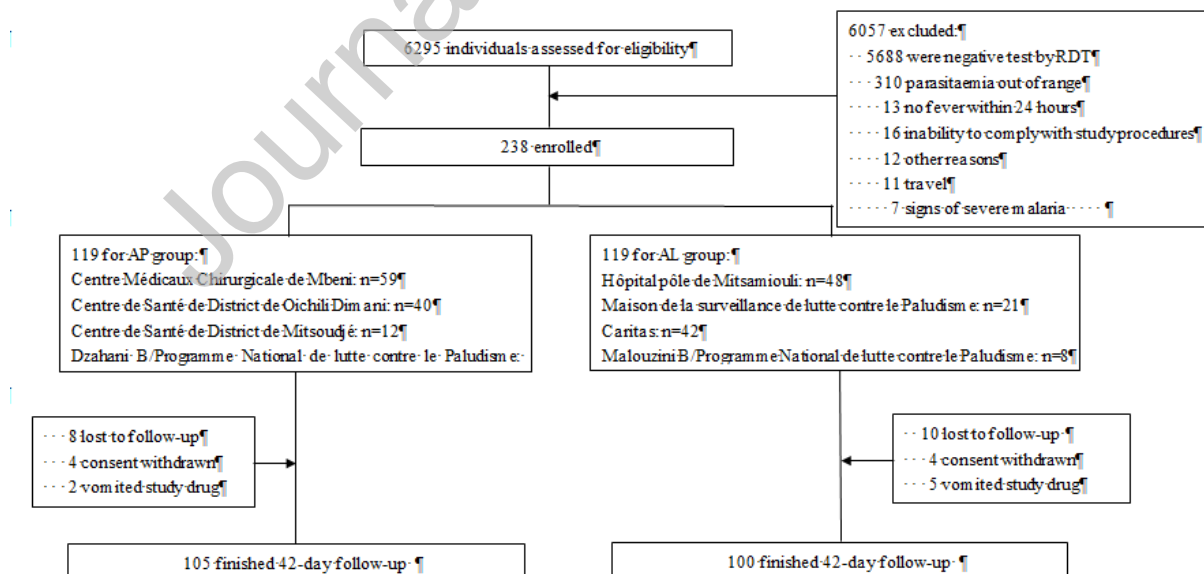 Journa
6295 individuals assessed for eligibility¶
6057 excluded:¶
5688 were negative test by RDT¶
310 parasitaemia out of range¶
13 no fever within 24 hours¶
16 inability to comply with study procedures¶
12 other reasons¶
11 travel¶
7 signs of severe malaria ¶
238 enrolled¶
119 for AP group:¶
Centre Médicaux Chirurgicale de Mbeni: n=59¶
Centre de Santé de District de Oichili Dimani: n=40¶
Centre de Santé de District de Mitsoudjé: n=12¶
Dzahani B/Programme National de lutte contre le Paludisme:
119 for AL group:¶
Hôpital pôle de Mitsamiouli: n=48¶
Maison de la surveillance de lutte contre le Paludisme: n=21¶
Caritas: n=42¶
Malouzini B/Programme National de lutte contre le Paludisme: n=8¶
8 lost to follow-up¶
4 consent withdrawn¶
2 vomited study drug¶
10 lost to follow-up ¶
4 consent withdrawn¶
5 vomited study drug¶
105 finished 42-day follow-up ¶
100 finished 42-day follow-up ¶